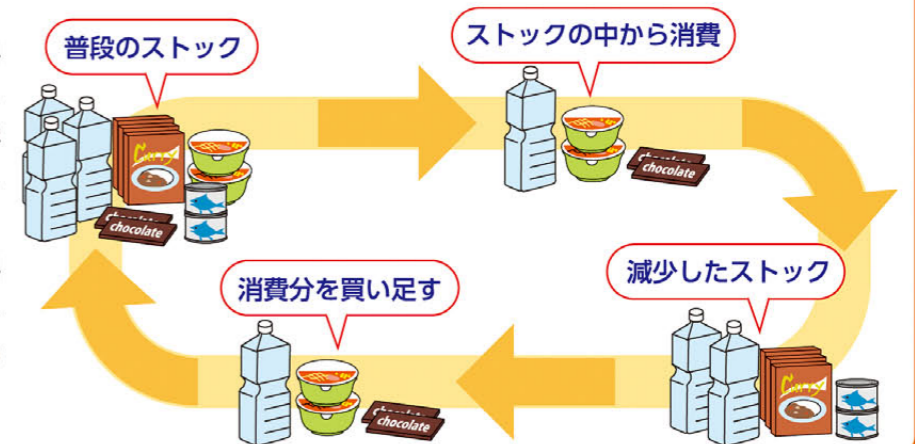 普段のストック
ストックの中から消費
Curry
chocolate
chocolate
chocolate
chocolate
消費分を買い足す
減少したストック
chocolate
chocolate
Curry